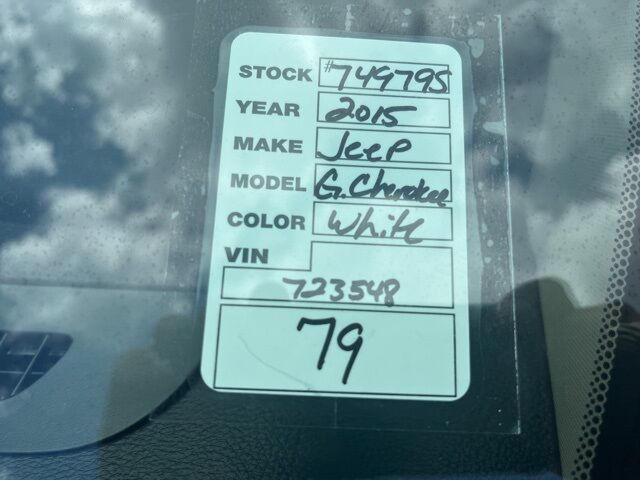 STOCK #749795
YEAR 2015
MAKE Jeep
MODEL G. Cherokee
COLOR White
VIN
723548
79